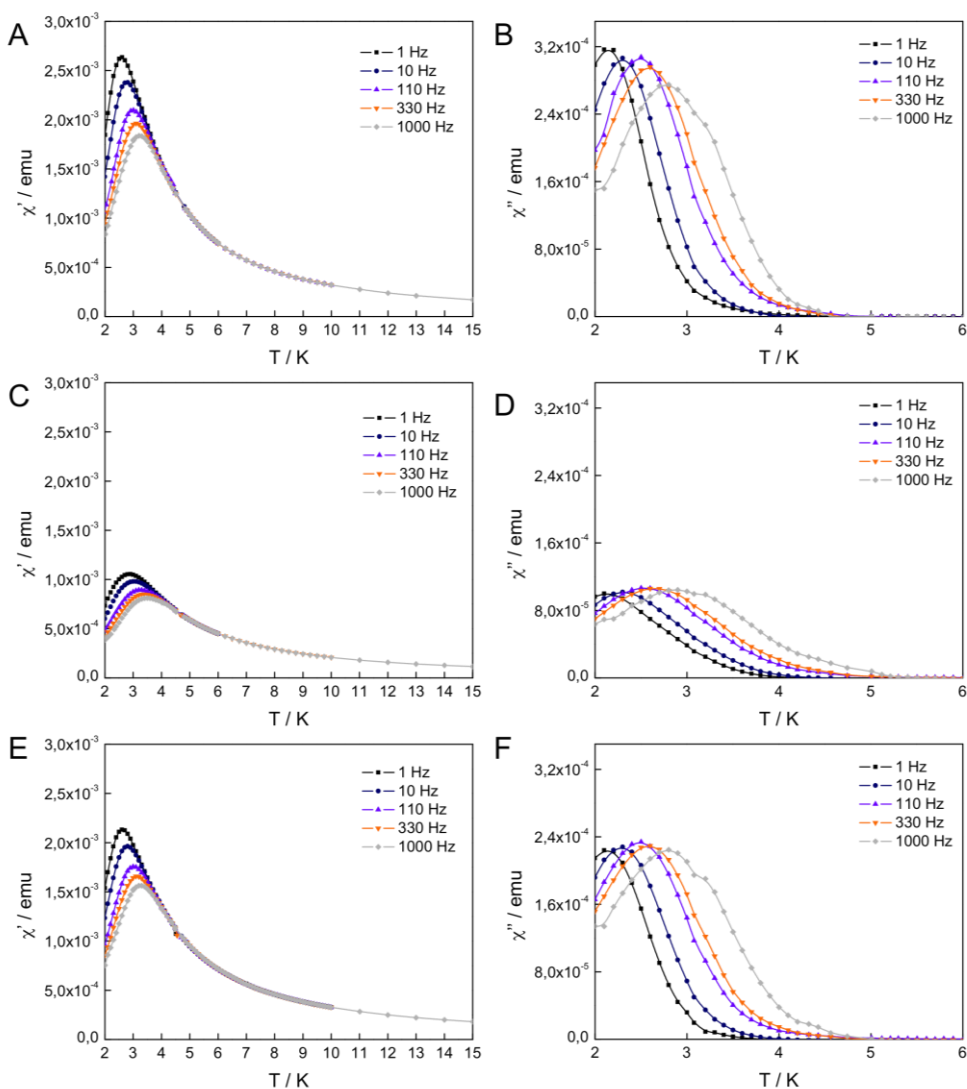 A
3,0x10⁻³
2,5x10⁻³
2,0x10⁻³
1,5x10⁻³
1,0x10⁻³
5,0x10⁻⁴
0,0
χ' / emu
1 Hz
10 Hz
110 Hz
330 Hz
1000 Hz
2 3 4 5 6 7 8 9 10 11 12 13 14 15
T / K
B
3,2x10⁻⁴
2,4x10⁻⁴
1,6x10⁻⁴
8,0x10⁻⁵
0,0
χ'' / emu
1 Hz
10 Hz
110 Hz
330 Hz
1000 Hz
2 3 4 5 6
T / K
C
3,0x10⁻³
2,5x10⁻³
2,0x10⁻³
1,5x10⁻³
1,0x10⁻³
5,0x10⁻⁴
0,0
χ' / emu
1 Hz
10 Hz
110 Hz
330 Hz
1000 Hz
2 3 4 5 6 7 8 9 10 11 12 13 14 15
T / K
D
3,2x10⁻⁴
2,4x10⁻⁴
1,6x10⁻⁴
8,0x10⁻⁵
0,0
χ'' / emu
1 Hz
10 Hz
110 Hz
330 Hz
1000 Hz
2 3 4 5 6
T / K
E
3,0x10⁻³
2,5x10⁻³
2,0x10⁻³
1,5x10⁻³
1,0x10⁻³
5,0x10⁻⁴
0,0
χ' / emu
1 Hz
10 Hz
110 Hz
330 Hz
1000 Hz
2 3 4 5 6 7 8 9 10 11 12 13 14 15
T / K
F
3,2x10⁻⁴
2,4x10⁻⁴
1,6x10⁻⁴
8,0x10⁻⁵
0,0
χ'' / emu
1 Hz
10 Hz
110 Hz
330 Hz
1000 Hz
2 3 4 5 6
T / K